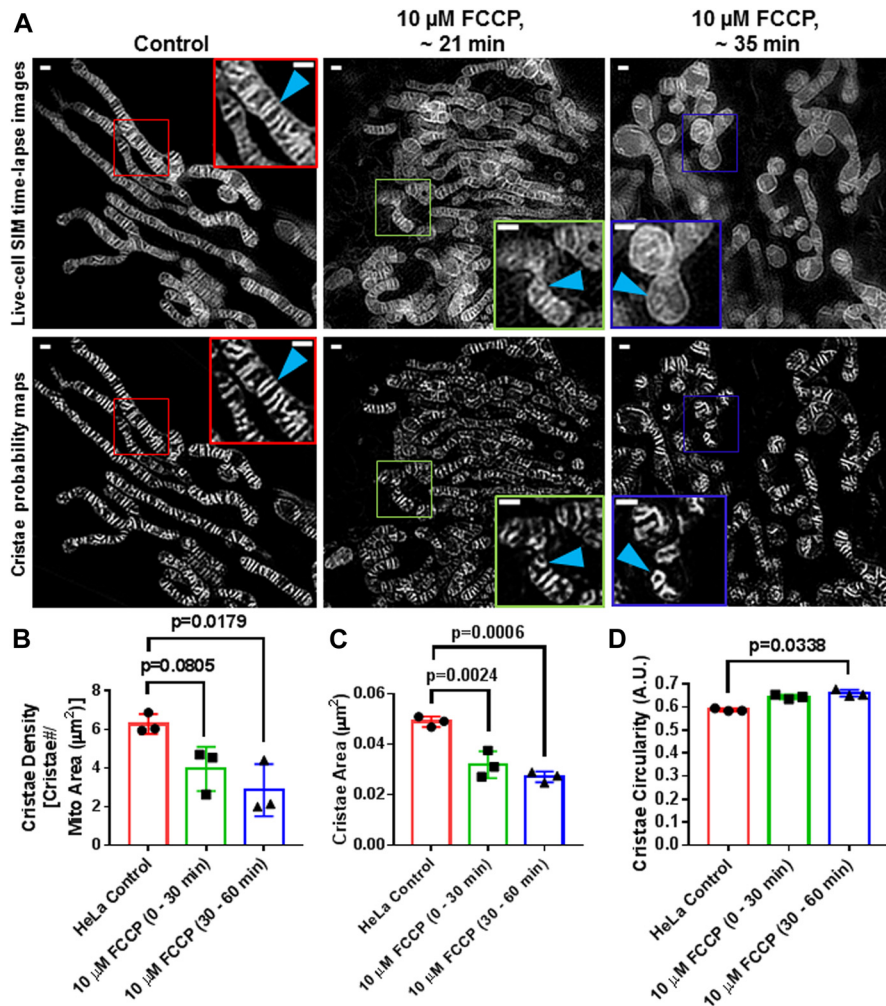 A
Control
10 µM FCCP,
~ 21 min
10 µM FCCP,
~ 35 min
Live-cell SIM time-lapse images
Cristae probability maps
B
p=0.0179
p=0.0805
Cristae Density
[Cristae#/
Mito Area (µm²)]
8
6
4
2
0
HeLa Control
10 µM FCCP (0 - 30 min)
10 µM FCCP (30 - 60 min)
C
p=0.0006
p=0.0024
Cristae Area (µm²)
0.06
0.04
0.02
0.00
HeLa Control
10 µM FCCP (0 - 30 min)
10 µM FCCP (30 - 60 min)
D
p=0.0338
Cristae Circularity (A.U.)
0.7
0.6
0.5
0.4
0.3
0.2
0.1
0.0
HeLa Control
10 µM FCCP (0 - 30 min)
10 µM FCCP (30 - 60 min)